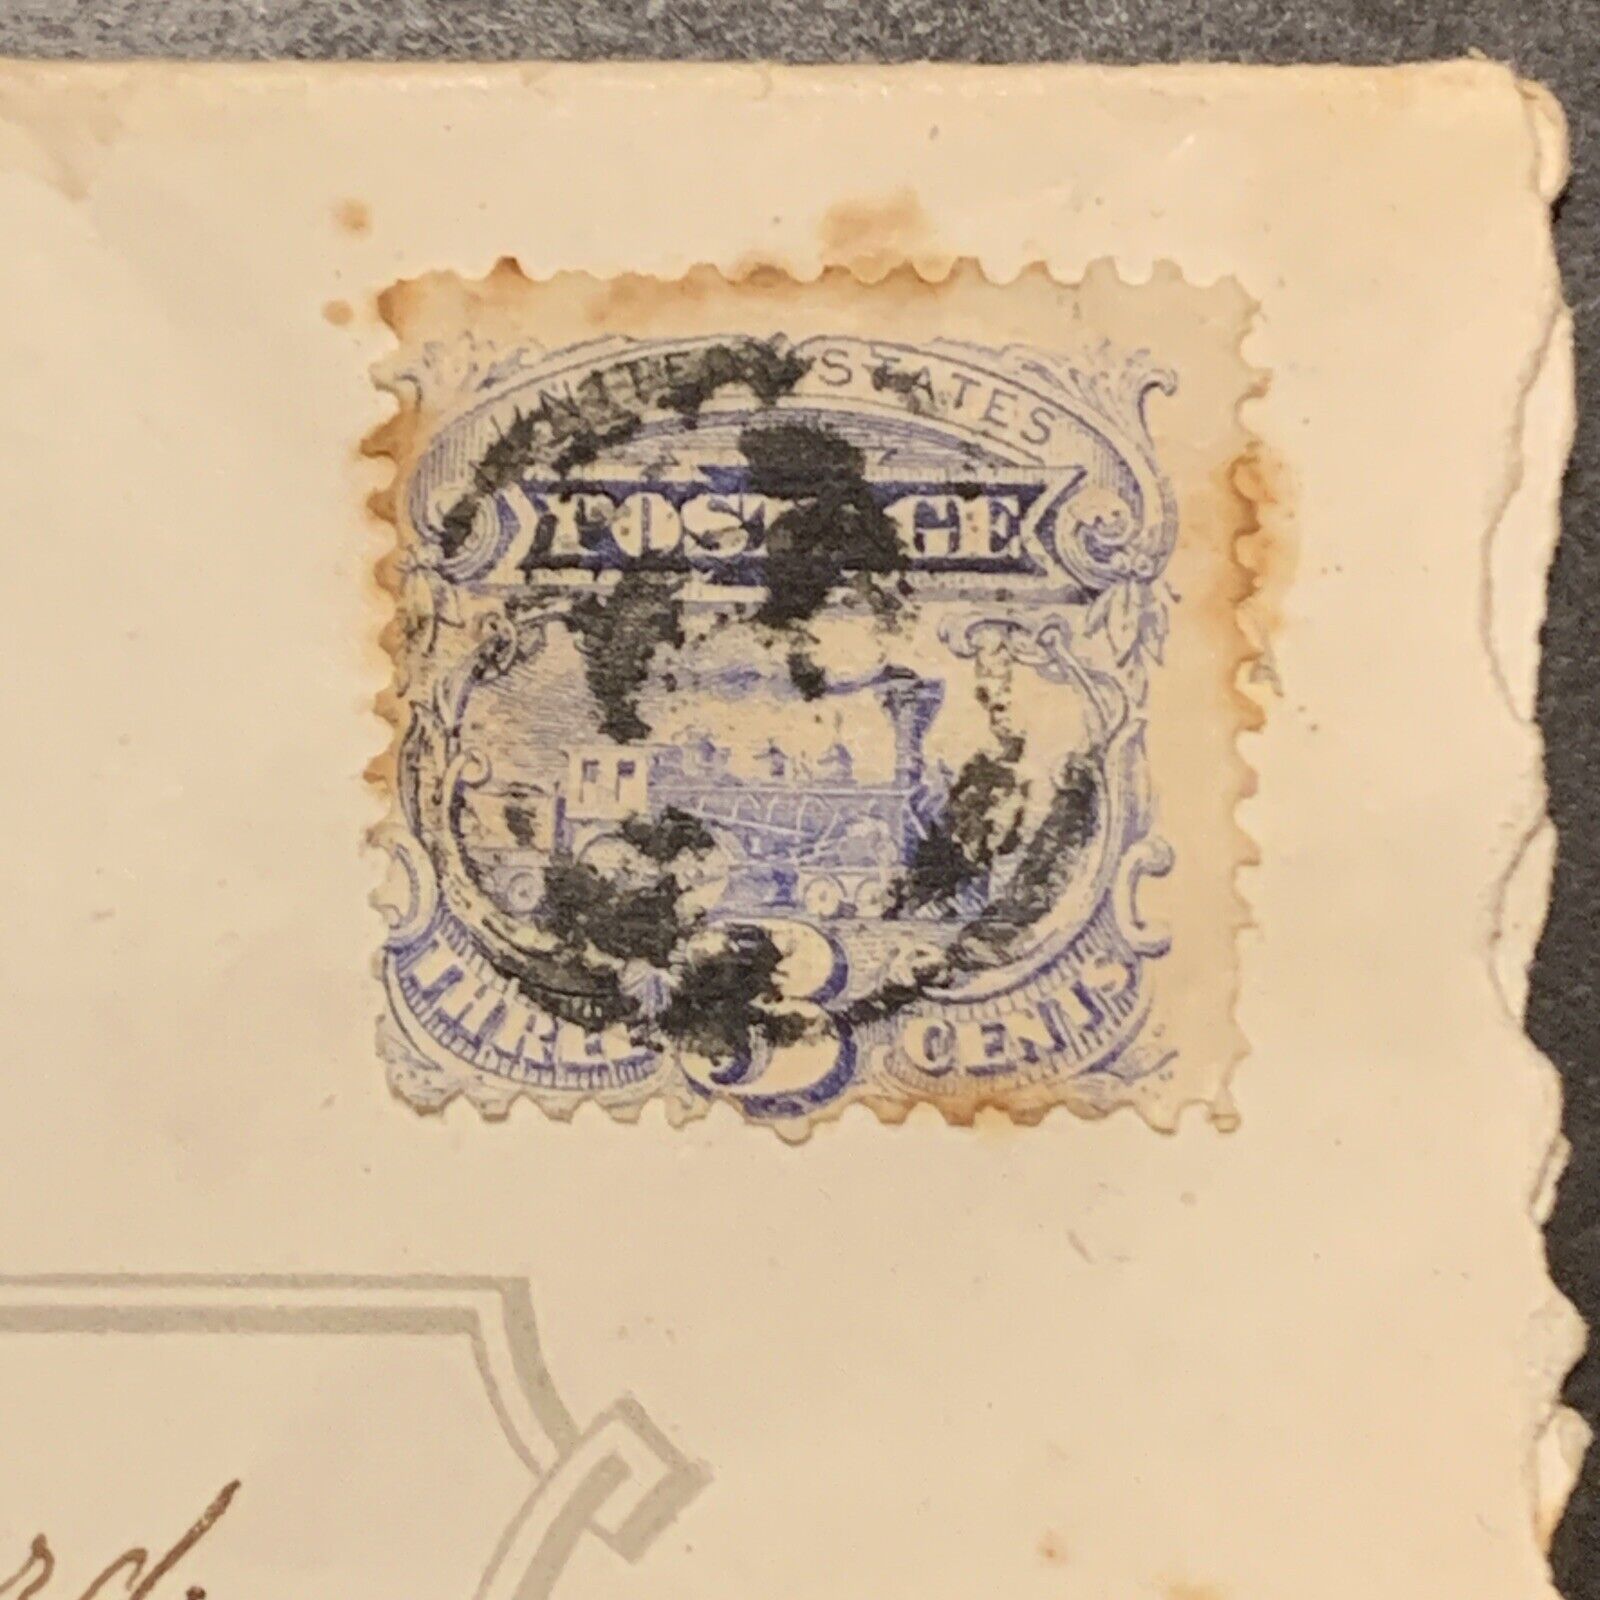 UNITED STATES
POSTAGE
THREE 3 CENTS